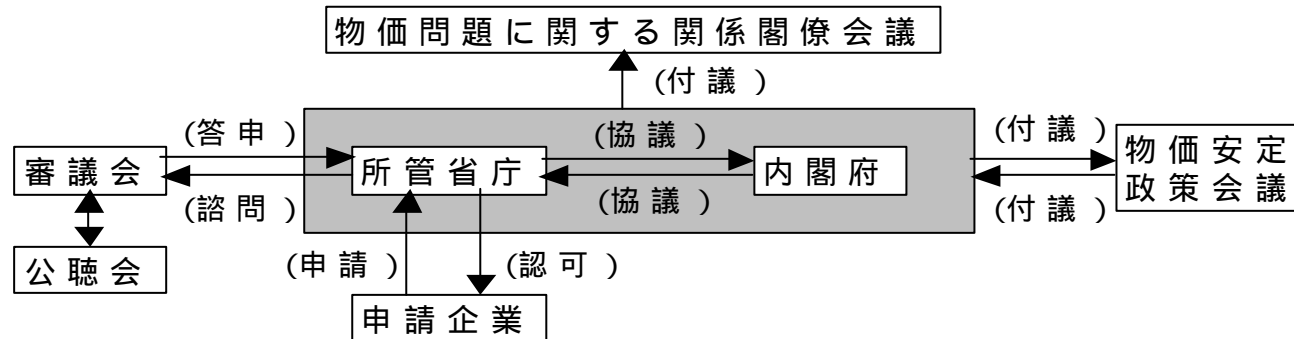 物価問題に関する関係閣僚会議
(付議)
(答申)
(協議)
(付議)
審議会
所管省庁
内閣府
物価安定
政策会議
(諮問)
(協議)
(付議)
公聴会
(申請)
(認可)
申請企業